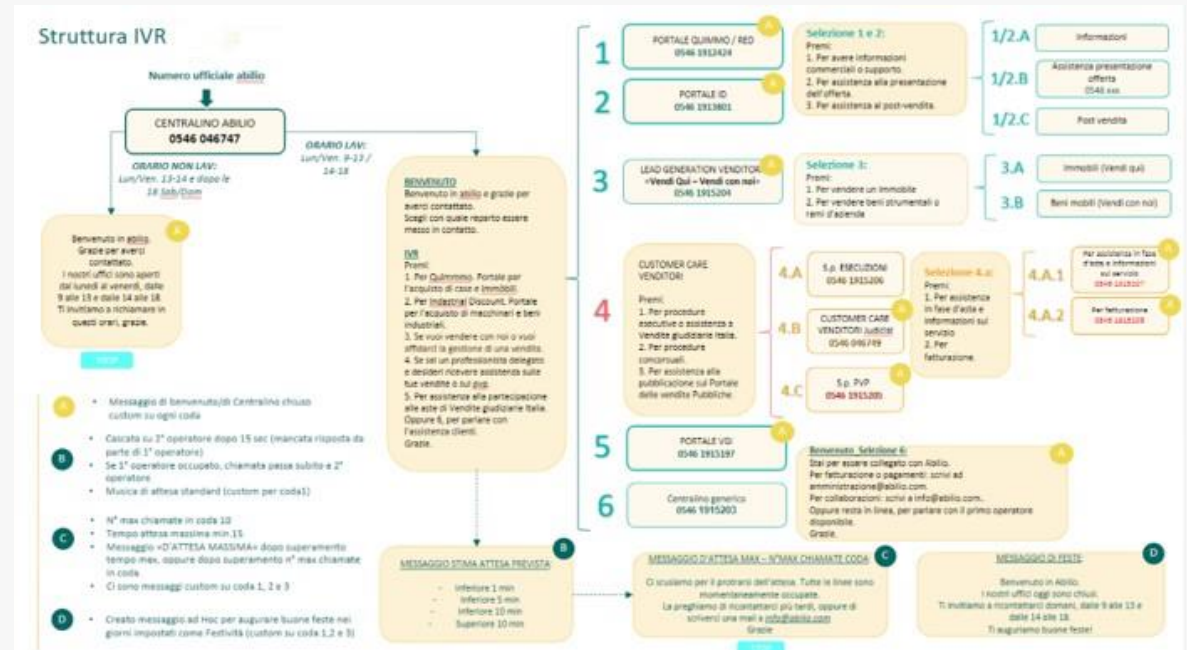 Struttura IVR
Numero ufficiale abilio
CENTRALINO ABILIO
0546 046747
ORARIO NON LAV:
Lun/Ven. 13-14 e dopo le
18 Sab/Dom
ORARIO LAV:
Lun/Ven. 9-13 /
14-18
Benvenuto in abilio.
Grazie per averci
contattato.
I nostri uffici sono aperti
dal lunedì al venerdì, dalle
9 alle 13 e dalle 14 alle 18.
Ti invitiamo a richiamare in
questi orari, grazie.
BENVENUTO
Benvenuto in abilio e grazie per
averci contattato.
Scegli con quale reparto essere
messo in contatto.
IVR
Premi:
1. Per Quimmo. Portale per
l'acquisto di case e immobili.
2. Per Industrial Discount. Portale
per l'acquisto di macchinari e beni
industriali.
3. Se vuoi vendere con noi o vuoi
affidarci la gestione di una vendita.
4. Se sei un professionista delegato
e desideri ricevere assistenza sulle
tue vendite o sul pvp.
5. Per assistenza alla partecipazione
alle aste di Vendite giudiziarie Italia.
Oppure 6, per parlare con
l'assistenza clienti.
Grazie.
1
PORTALE QUIMMO / RED
0546 1912424
A
2
PORTALE ID
0546 1913801
A
Selezione 1 e 2:
Premi:
1. Per avere informazioni
commerciali o supporto.
2. Per assistenza alla presentazione
dell'offerta.
3. Per assistenza al post-vendita.
1/2.A
Informazioni
1/2.B
Assistenza presentazione
offerta
0546 xxx
1/2.C
Post vendita
3
LEAD GENERATION VENDITORI
«Vendi Qui – Vendi con noi»
0546 1915204
A
Selezione 3:
Premi:
1. Per vendere un immobile
2. Per vendere beni strumentali o
rami d'azienda
3.A
Immobili (Vendi qui)
3.B
Beni mobili (Vendi con noi)
4
CUSTOMER CARE
VENDITORI
Premi:
1. Per procedure
esecutive o assistenza a
Vendite giudiziarie Italia.
2. Per procedure
concorsuali.
3. Per assistenza alla
pubblicazione sul Portale
delle vendite Pubbliche.
4.A
S.p. ESECUZIONI
0546 1915206
4.B
CUSTOMER CARE
VENDITORI Judicial
0546 046749
A
4.C
S.p. PVP
0546 1915205
A
Selezione 4.a:
Premi:
1. Per assistenza
in fase d'aste e
informazioni sul
servizio
2. Per
fatturazione.
4.A.1
Per assistenza in fase
d'aste e informazioni
sul servizio
A
4.A.2
Per fatturazione
A
5
PORTALE VGI
0546 1915197
A
6
Centralino generico
0546 1915203
Benvenuto_Selezione 6:
Stai per essere collegato con Abilio.
Per fatturazione o pagamenti: scrivi ad
amministrazione@abilio.com.
Per collaborazioni: scrivi a info@abilio.com.
Oppure resta in linea, per parlare con il primo operatore
disponibile.
Grazie.
A
A
Messaggio di benvenuto/di Centralino chiuso
custom su ogni coda
B
Cascata su 2° operatore dopo 15 sec (mancata risposta da
parte di 1° operatore)
Se 1° operatore occupato, chiamata passa subito a 2°
operatore
Musica di attesa standard (custom per coda1)
C
N° max chiamate in coda 10
Tempo attesa massima min.15
Messaggio «D'ATTESA MASSIMA» dopo superamento
tempo max, oppure dopo superamento n° max chiamate
in coda
Ci sono messaggi custom su coda 1, 2 e 3
D
Creato messaggio ad Hoc per augurare buone feste nei
giorni impostati come Festività (custom su coda 1,2 e 3)
MESSAGGIO STIMA ATTESA PREVISTA
B
- Inferiore 1 min
- Inferiore 5 min
- Inferiore 10 min
- Superiore 10 min
MESSAGGIO D'ATTESA MAX – N°MAX CHIAMATE CODA
C
Ci scusiamo per il protrarsi dell'attesa. Tutte le linee sono
momentaneamente occupate.
La preghiamo di ricontattarci più tardi, oppure di
scriverci una mail a info@abilio.com
Grazie
MESSAGGIO DI FESTE:
D
Benvenuto in Abilio.
I nostri uffici oggi sono chiusi.
Ti invitiamo a ricontattarci domani, dalle 9 alle 13 e
dalle 14 alle 18.
Ti auguriamo buone feste!